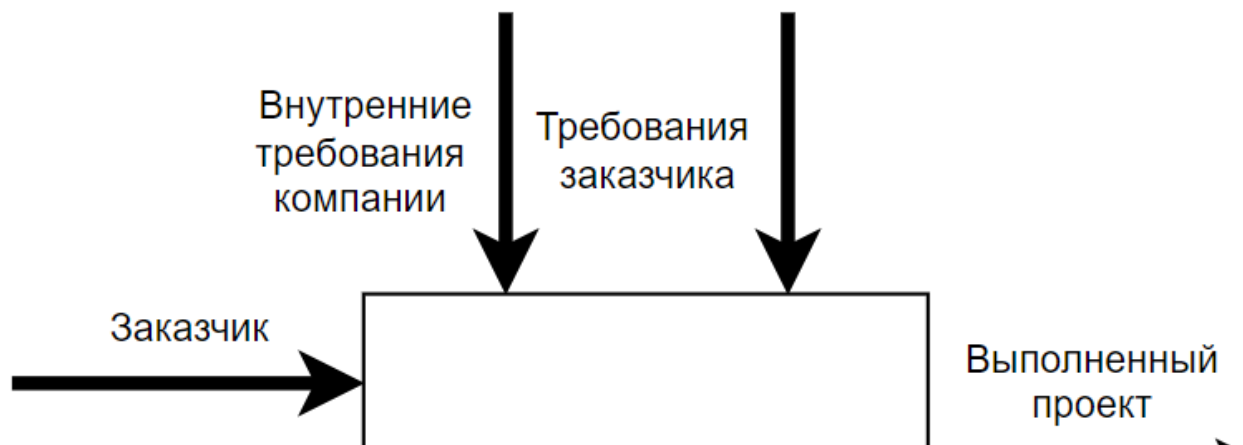 Внутренние
требования
компании
Требования
заказчика
Заказчик
Выполненный
проект